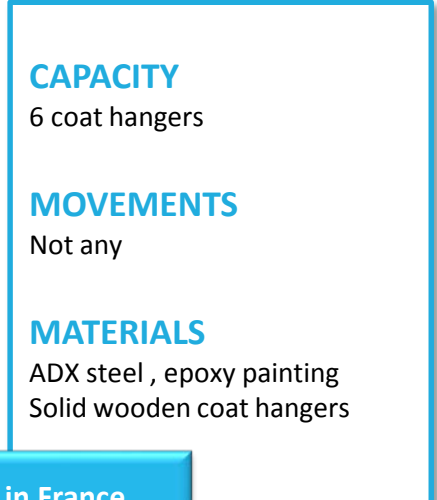 CAPACITY
6 coat hangers
MOVEMENTS
Not any
MATERIALS
ADX steel , epoxy painting
Solid wooden coat hangers
in France